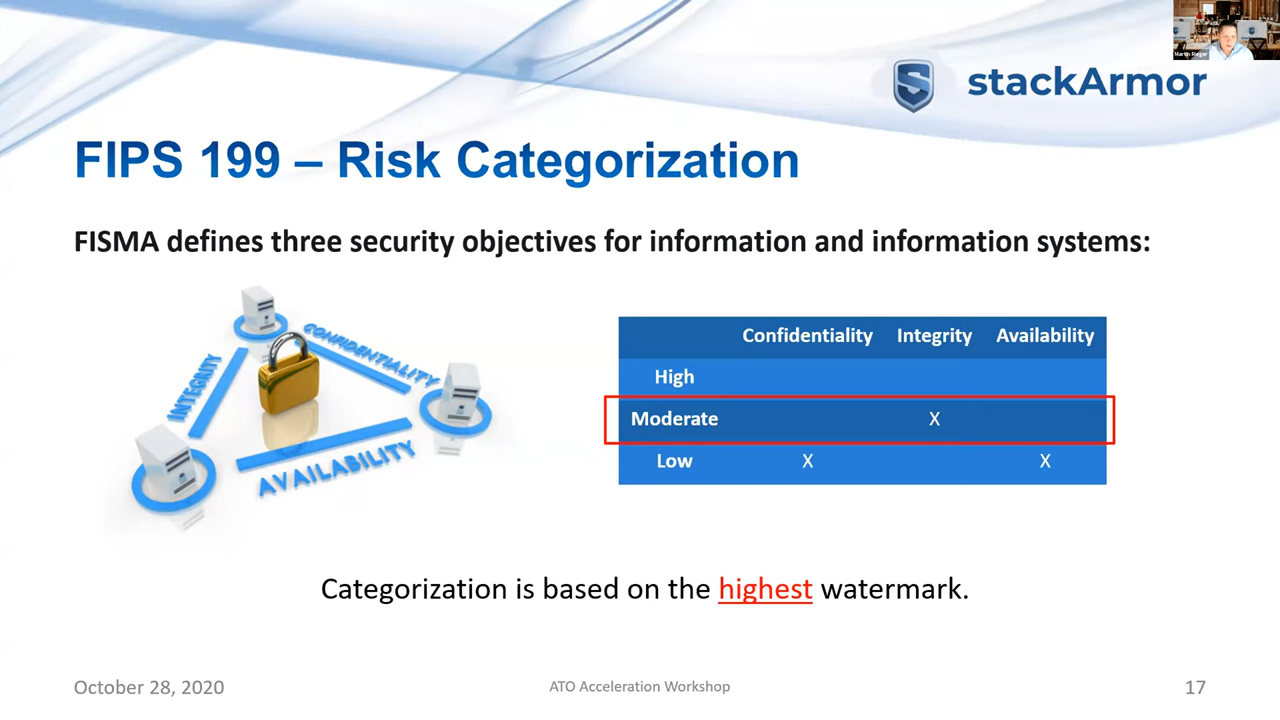 Martin Rieger
stackArmor
FIPS 199 – Risk Categorization
FISMA defines three security objectives for information and information systems:
INTEGRITY
CONFIDENTIALITY
AVAILABILITY
Confidentiality Integrity Availability
High
Moderate X
Low X X
Categorization is based on the highest watermark.
October 28, 2020 ATO Acceleration Workshop 17